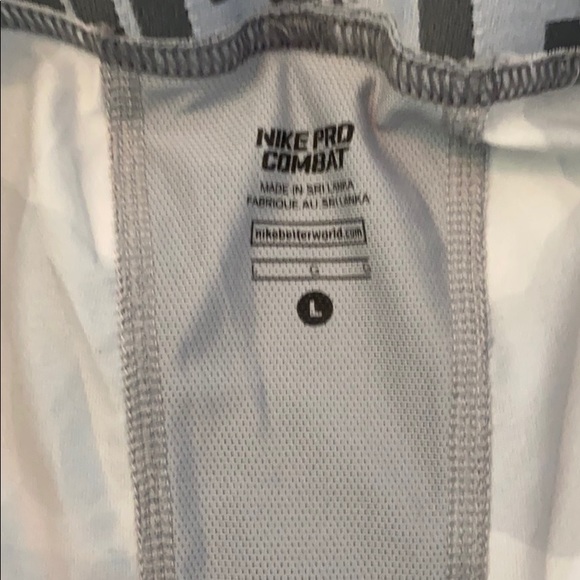 NIKE PRO
COMBAT
MADE IN SRI LANKA
FABRIQUE AU SRI LANKA
nikebetterworld.com
L G G
L